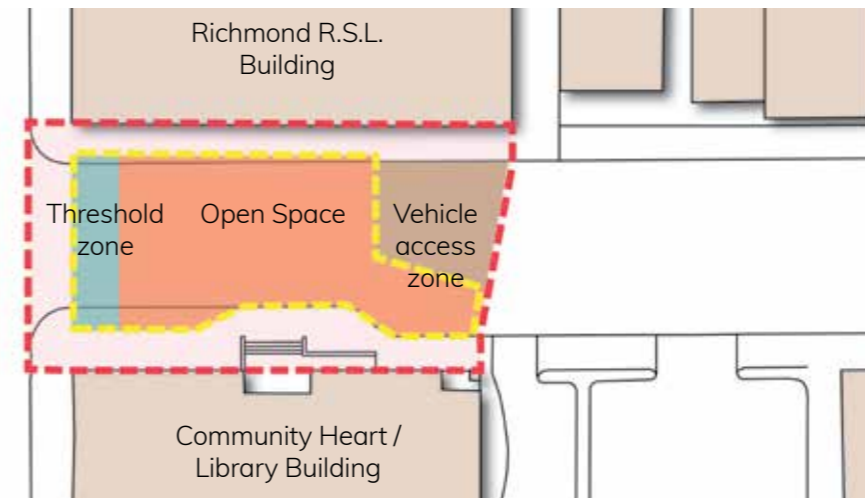 Richmond R.S.L.
Building
Threshold
zone
Open Space
Vehicle
access
zone
Community Heart /
Library Building